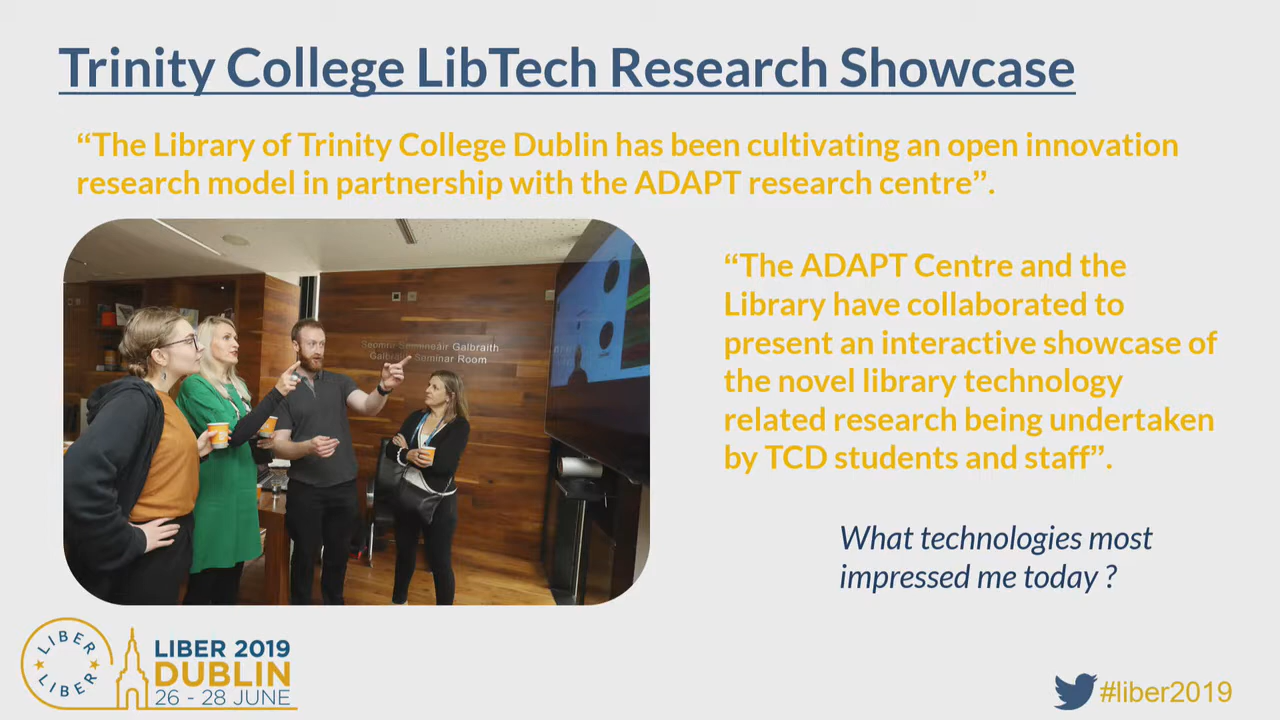 Trinity College LibTech Research Showcase
“The Library of Trinity College Dublin has been cultivating an open innovation
research model in partnership with the ADAPT research centre”.
“The ADAPT Centre and the
Library have collaborated to
present an interactive showcase of
the novel library technology
related research being undertaken
by TCD students and staff”.
Galbraith Seminar Room
What technologies most
impressed me today ?
LIBER
LIBER
LIBER 2019
DUBLIN
26 - 28 JUNE
#liber2019